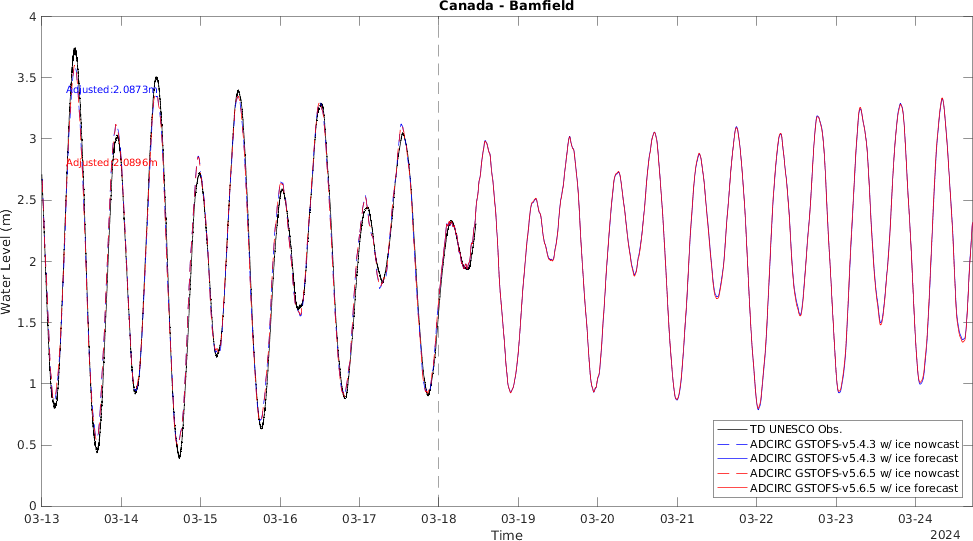 Canada - Bamfield
4
3.5
3
2.5
2
1.5
1
0.5
0
Water Level (m)
Adjusted:2.0873m
Adjusted:2.0896m
TD UNESCO Obs.
ADCIRC GSTOFS-v5.4.3 w/ ice nowcast
ADCIRC GSTOFS-v5.4.3 w/ ice forecast
ADCIRC GSTOFS-v5.6.5 w/ ice nowcast
ADCIRC GSTOFS-v5.6.5 w/ ice forecast
03-13 03-14 03-15 03-16 03-17 03-18 03-19 03-20 03-21 03-22 03-23 03-24
Time
2024